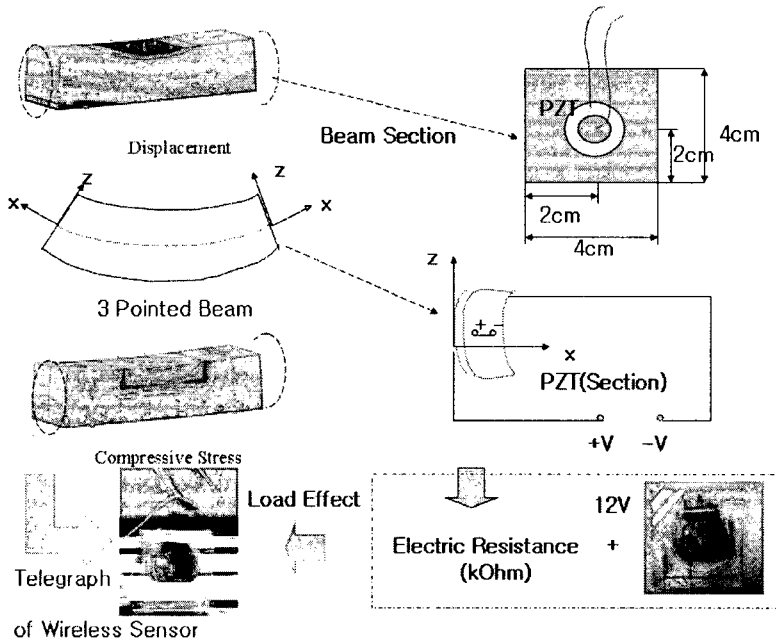 PZT
4cm
2cm
2cm
4cm
Beam Section
Displacement
z
x
z
x
3 Pointed Beam
z
+ -
x
PZT(Section)
+V -V
Compressive Stress
Load Effect
Telegraph
of Wireless Sensor
12V
+
Electric Resistance
(kOhm)